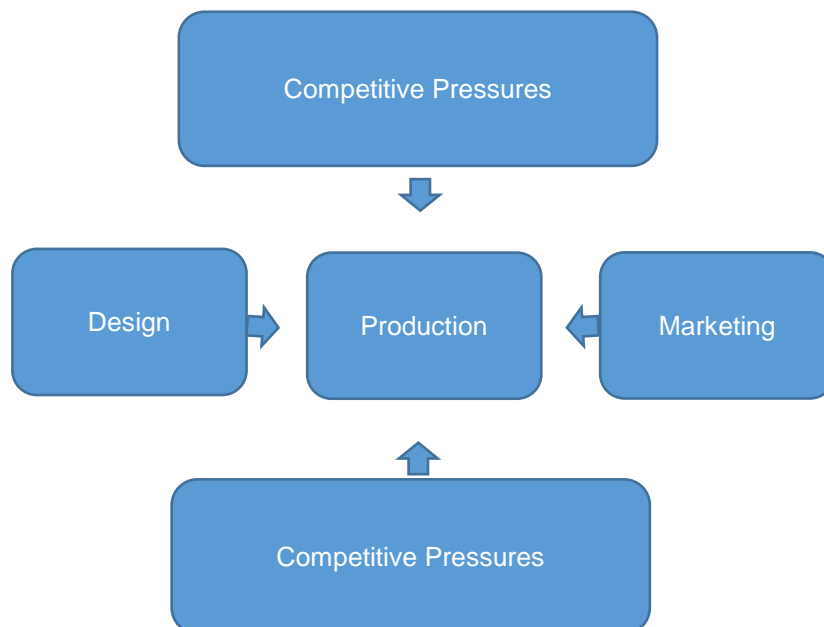 Competitive Pressures
Design
Production
Marketing
Competitive Pressures